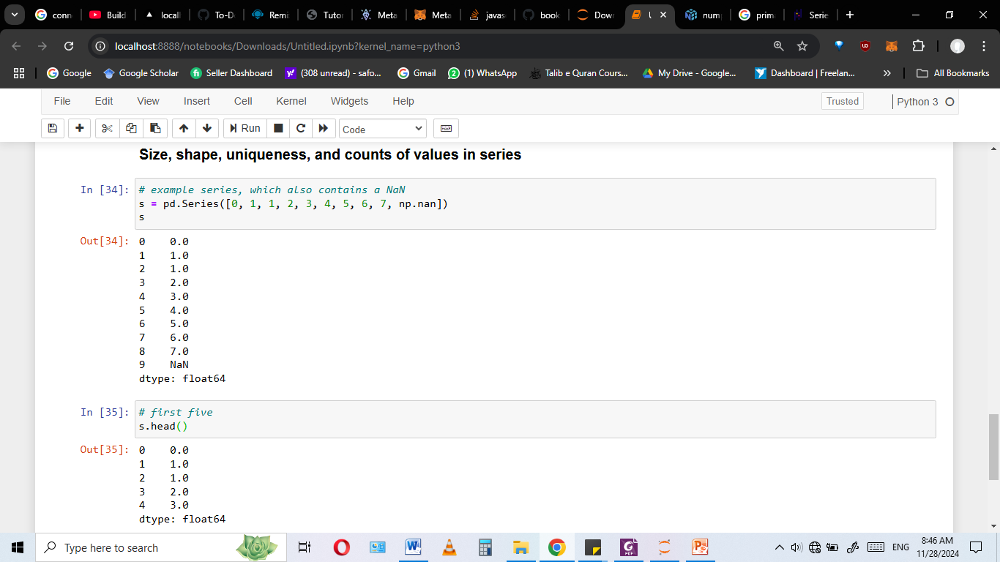 conn
Build
locall
To-D
Remi
Tutor
Meta
Meta
javas
book
Dow
U
num
prim
Serie
localhost:8888/notebooks/Downloads/Untitled.ipynb?kernel_name=python3
Google
Google Scholar
Seller Dashboard
(308 unread) - safo...
Gmail
(1) WhatsApp
Talib e Quran Cours...
My Drive - Google...
Dashboard | Freelan...
»
All Bookmarks
File Edit View Insert Cell Kernel Widgets Help
Trusted
Python 3
Run
Code
Size, shape, uniqueness, and counts of values in series
In [34]: # example series, which also contains a NaN
s = pd.Series([0, 1, 1, 2, 3, 4, 5, 6, 7, np.nan])
s
Out[34]: 0 0.0
1 1.0
2 1.0
3 2.0
4 3.0
5 4.0
6 5.0
7 6.0
8 7.0
9 NaN
dtype: float64
In [35]: # first five
s.head()
Out[35]: 0 0.0
1 1.0
2 1.0
3 2.0
4 3.0
dtype: float64
Type here to search
ENG
8:46 AM
11/28/2024